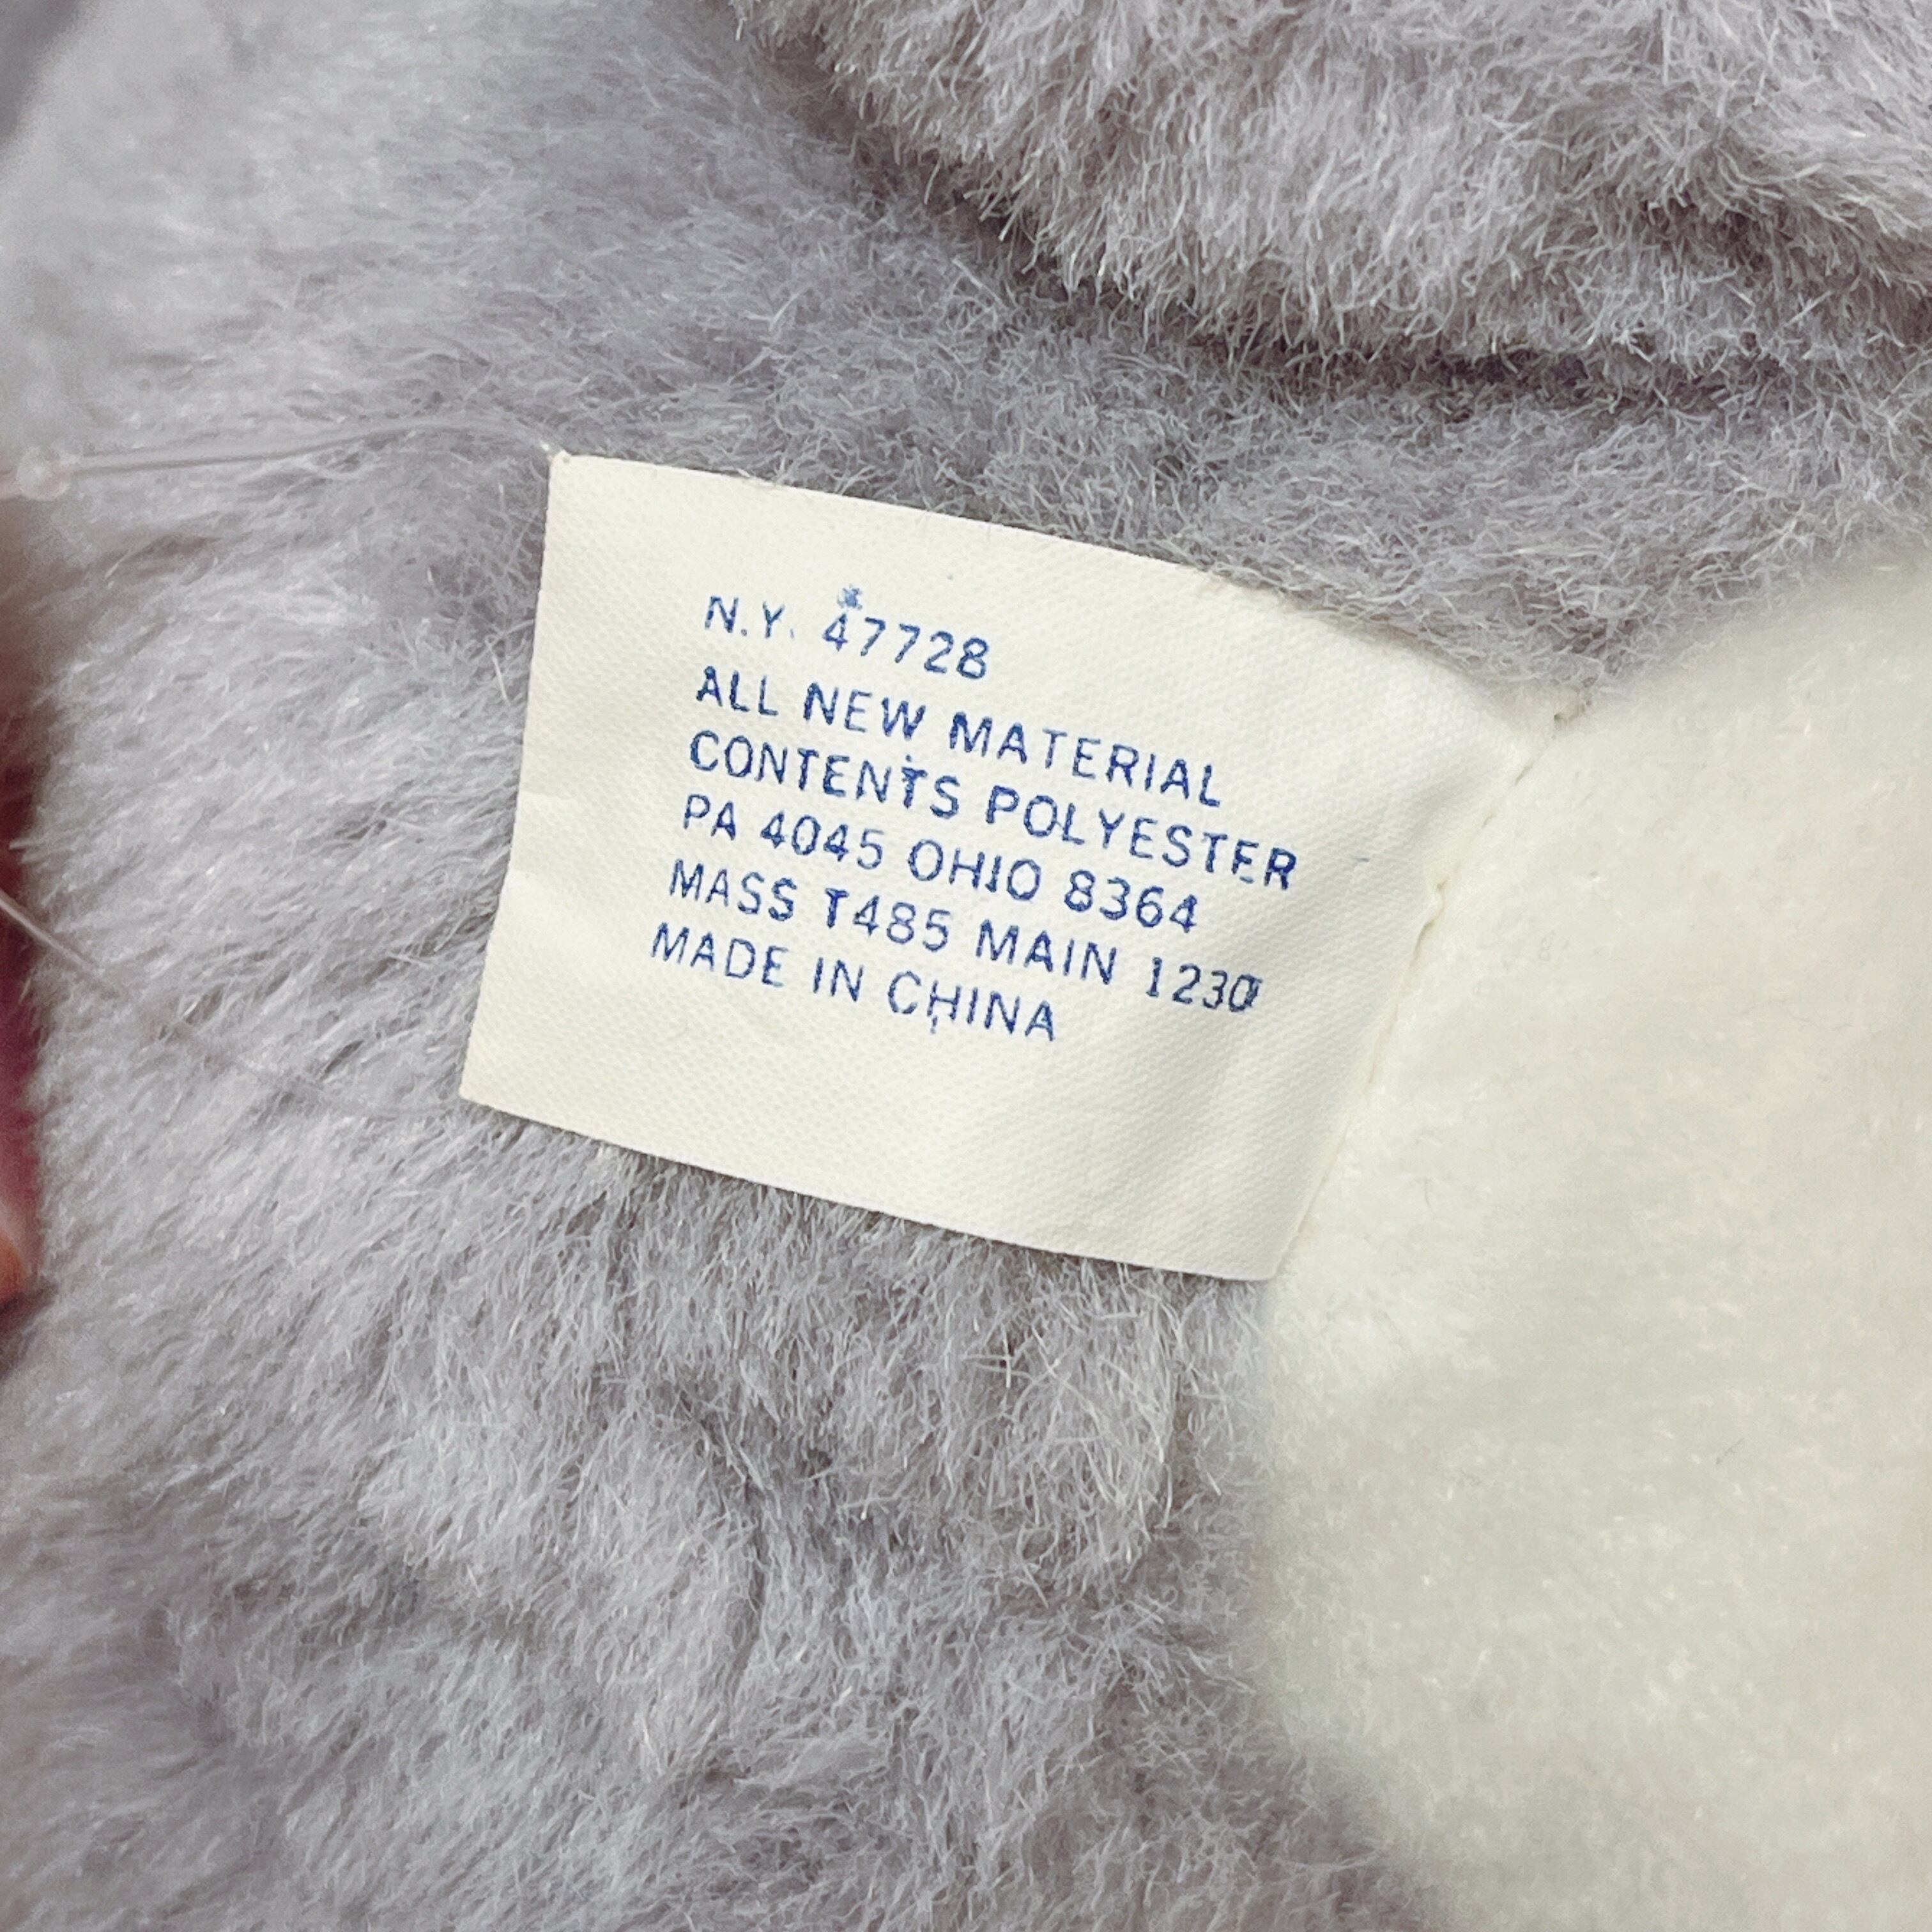 N.Y. 47728
ALL NEW MATERIAL
CONTENTS POLYESTER
PA 4045 OHIO 8364
MASS T485 MAIN 1230
MADE IN CHINA